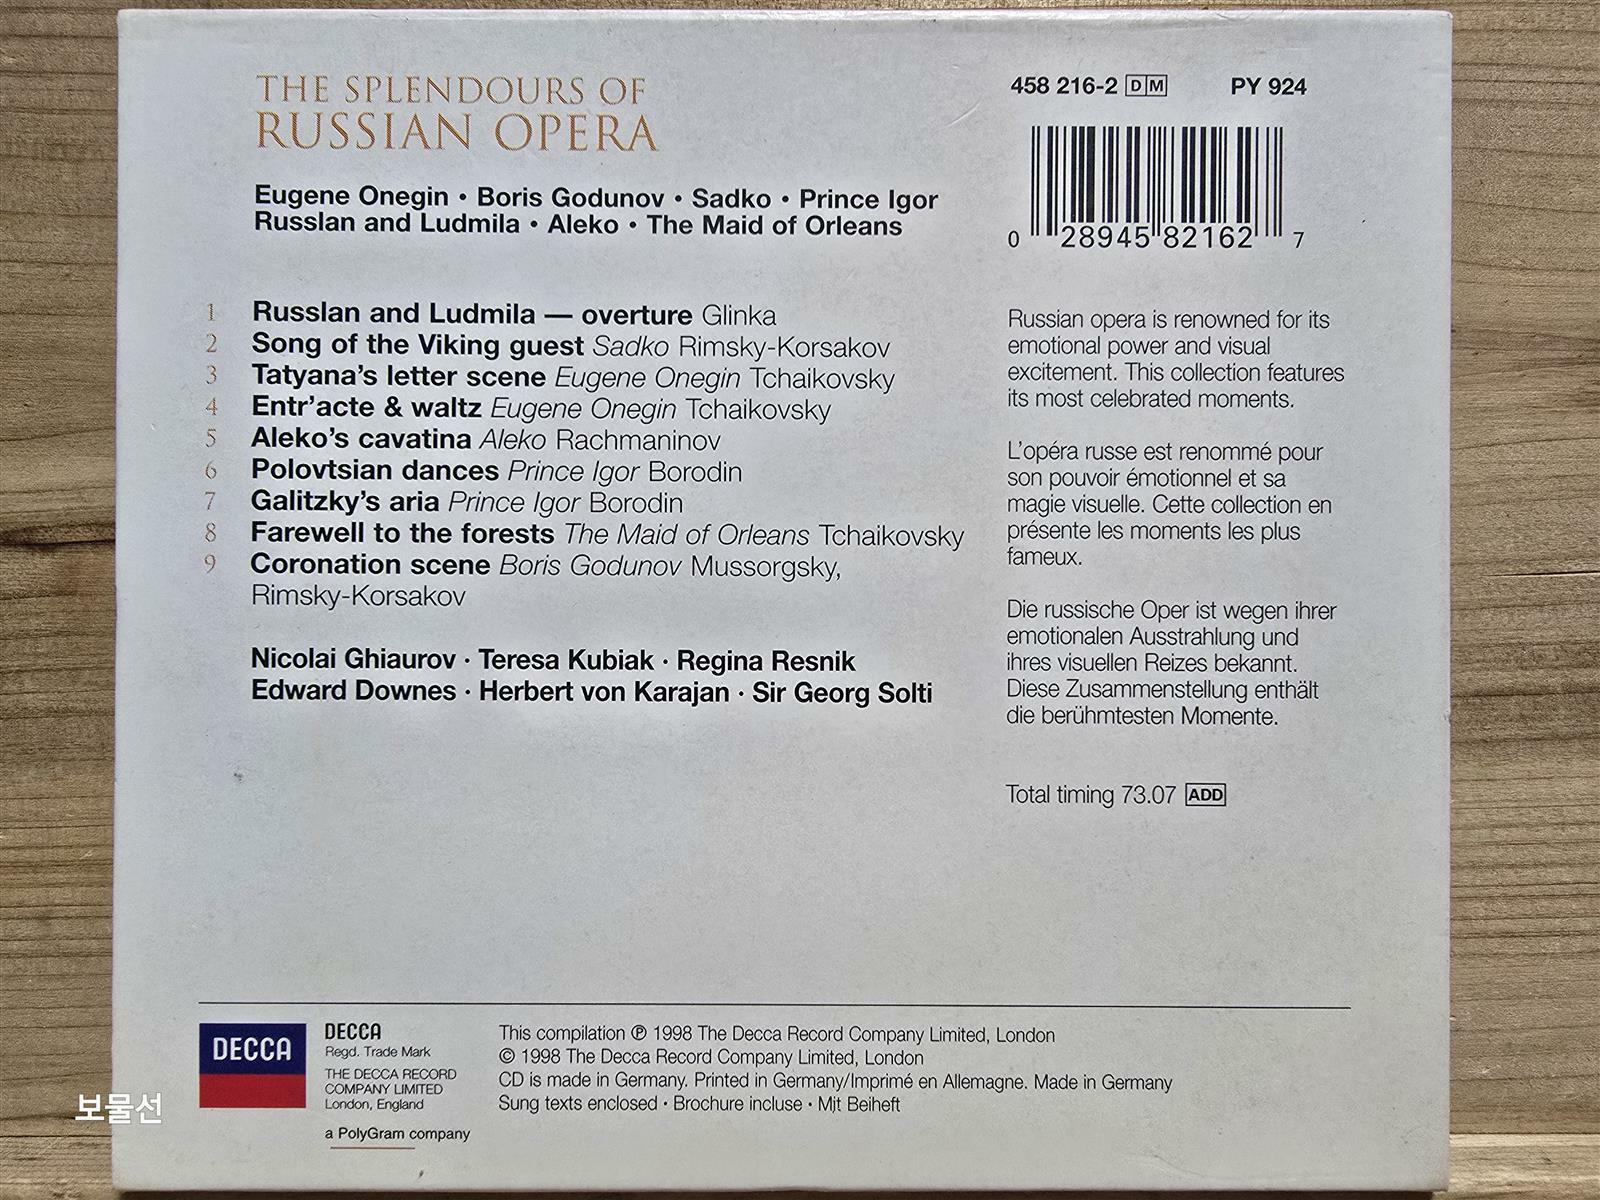 THE SPLENDOURS OF
RUSSIAN OPERA
Eugene Onegin • Boris Godunov • Sadko • Prince Igor
Russlan and Ludmila • Aleko • The Maid of Orleans
458 216-2 DM PY 924
0 28945 82162 7
1 Russlan and Ludmila — overture Glinka
2 Song of the Viking guest Sadko Rimsky-Korsakov
3 Tatyana's letter scene Eugene Onegin Tchaikovsky
4 Entr'acte & waltz Eugene Onegin Tchaikovsky
5 Aleko's cavatina Aleko Rachmaninov
6 Polovtsian dances Prince Igor Borodin
7 Galitzky's aria Prince Igor Borodin
8 Farewell to the forests The Maid of Orleans Tchaikovsky
9 Coronation scene Boris Godunov Mussorgsky,
Rimsky-Korsakov
Nicolai Ghiaurov · Teresa Kubiak · Regina Resnik
Edward Downes · Herbert von Karajan · Sir Georg Solti
Russian opera is renowned for its
emotional power and visual
excitement. This collection features
its most celebrated moments.
L'opéra russe est renommé pour
son pouvoir émotionnel et sa
magie visuelle. Cette collection en
présente les moments les plus
fameux.
Die russische Oper ist wegen ihrer
emotionalen Ausstrahlung und
ihres visuellen Reizes bekannt.
Diese Zusammenstellung enthält
die berühmtesten Momente.
Total timing 73.07 ADD
DECCA
DECCA
Regd. Trade Mark
THE DECCA RECORD
COMPANY LIMITED
London, England
a PolyGram company
This compilation ℗ 1998 The Decca Record Company Limited, London
© 1998 The Decca Record Company Limited, London
CD is made in Germany. Printed in Germany/Imprimé en Allemagne. Made in Germany
Sung texts enclosed · Brochure incluse · Mit Beiheft
보물선